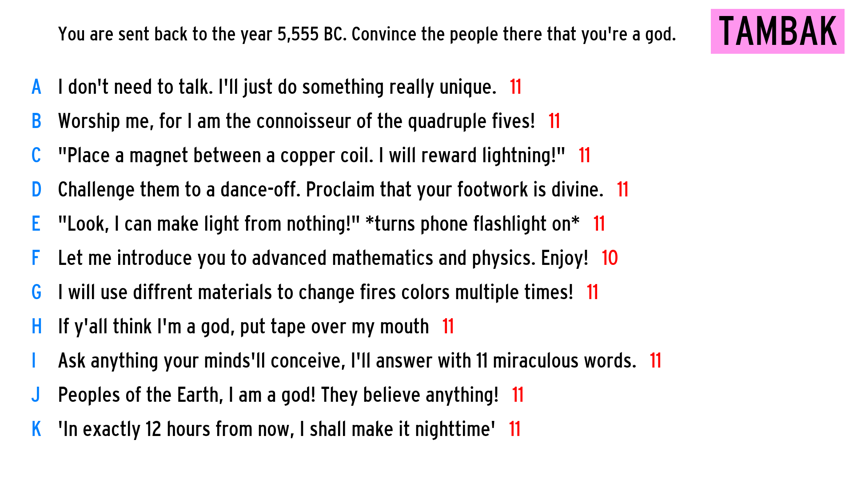 You are sent back to the year 5,555 BC. Convince the people there that you're a god.
TAMBAK
A I don't need to talk. I'll just do something really unique. 11
B Worship me, for I am the connoisseur of the quadruple fives! 11
C "Place a magnet between a copper coil. I will reward lightning!" 11
D Challenge them to a dance-off. Proclaim that your footwork is divine. 11
E "Look, I can make light from nothing!" *turns phone flashlight on* 11
F Let me introduce you to advanced mathematics and physics. Enjoy! 10
G I will use diffrent materials to change fires colors multiple times! 11
H If y'all think I'm a god, put tape over my mouth 11
I Ask anything your minds'll conceive, I'll answer with 11 miraculous words. 11
J Peoples of the Earth, I am a god! They believe anything! 11
K 'In exactly 12 hours from now, I shall make it nighttime' 11